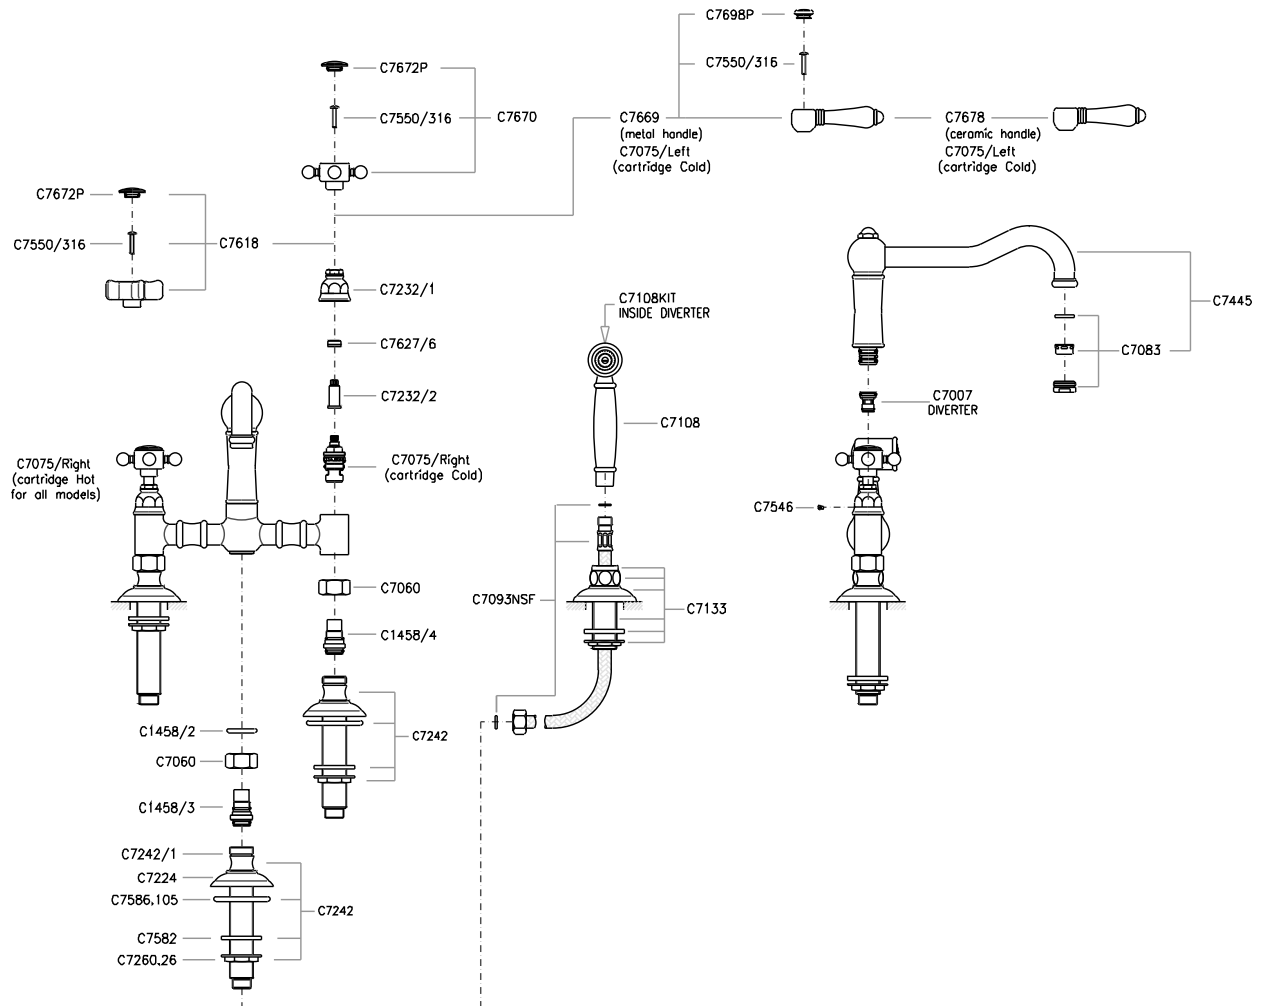 C7698P
C7672P
C7550/316
C7550/316
C7670
C7669
(metal handle)
C7075/Left
(cartridge Cold)
C7678
(ceramic handle)
C7075/Left
(cartridge Cold)
C7672P
C7550/316
C7618
C7232/1
C7108KIT
INSIDE DIVERTER
C7445
C7627/6
C7083
C7232/2
C7007
DIVERTER
C7108
C7075/Right
(cartridge Hot
for all models)
C7075/Right
(cartridge Cold)
C7546
C7060
C7093NSF
C7133
C1458/4
C1458/2
C7242
C7060
C1458/3
C7242/1
C7224
C7586.105
C7242
C7582
C7260.26